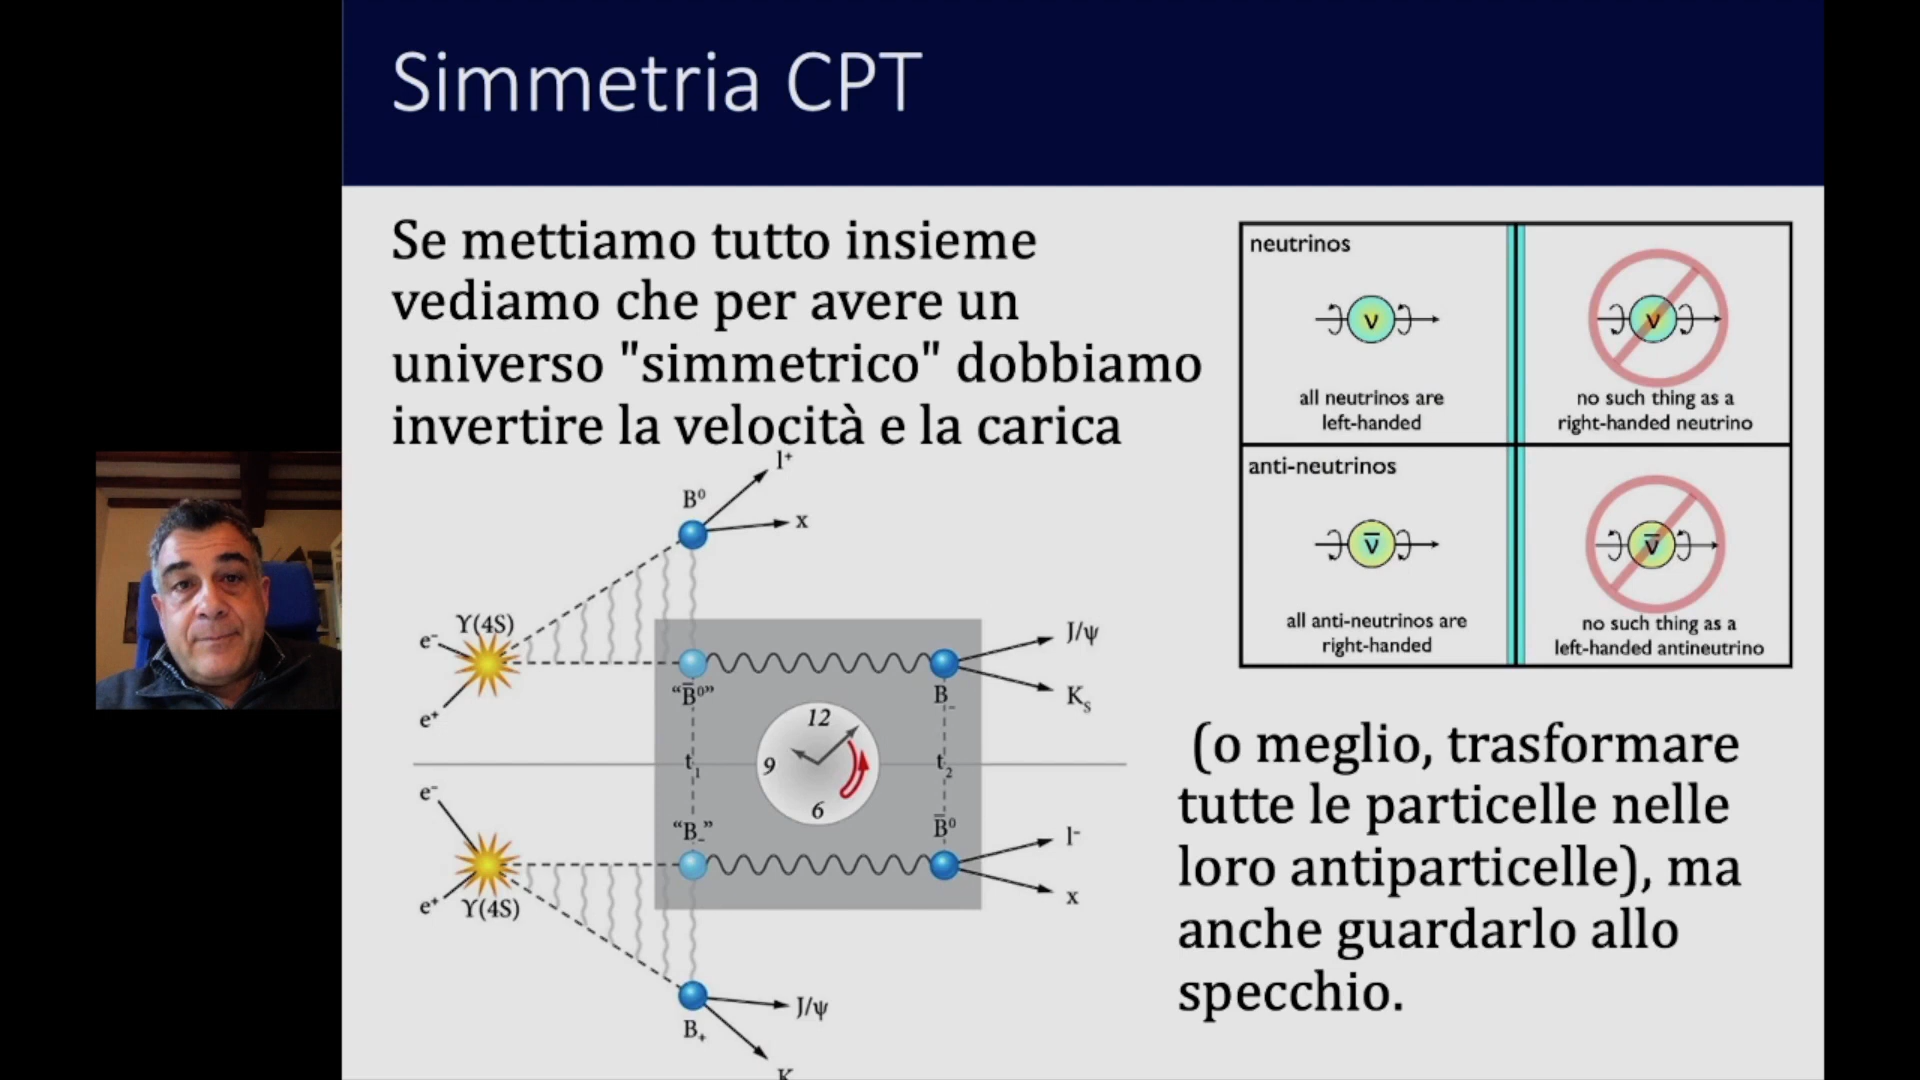 Simmetria CPT
Se mettiamo tutto insieme
vediamo che per avere un
universo "simmetrico" dobbiamo
invertire la velocità e la carica
neutrinos
ν
ν
all neutrinos are
left-handed
no such thing as a
right-handed neutrino
anti-neutrinos
ν̅
ν̅
all anti-neutrinos are
right-handed
no such thing as a
left-handed antineutrino
l⁺
B⁰
x
ϒ(4S)
e⁻
e⁺
“B̅⁰”
B₋
J/ψ
Kₛ
12
9
6
t₁
t₂
e⁻
e⁺
ϒ(4S)
“B₋”
B̅⁰
l⁻
x
J/ψ
B₊
K
(o meglio, trasformare
tutte le particelle nelle
loro antiparticelle), ma
anche guardarlo allo
specchio.